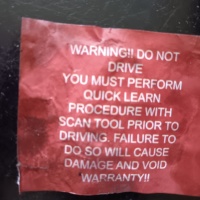 WARNING!! DO NOT
DRIVE
YOU MUST PERFORM
QUICK LEARN
PROCEDURE WITH
SCAN TOOL PRIOR TO
DRIVING. FAILURE TO
DO SO WILL CAUSE
DAMAGE AND VOID
WARRANTY!!